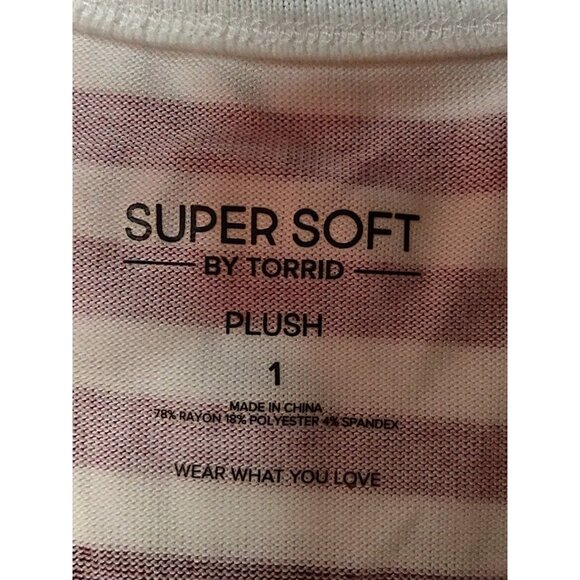 SUPER SOFT
BY TORRID
PLUSH
1
MADE IN CHINA
78% RAYON 18% POLYESTER 4% SPANDEX
WEAR WHAT YOU LOVE